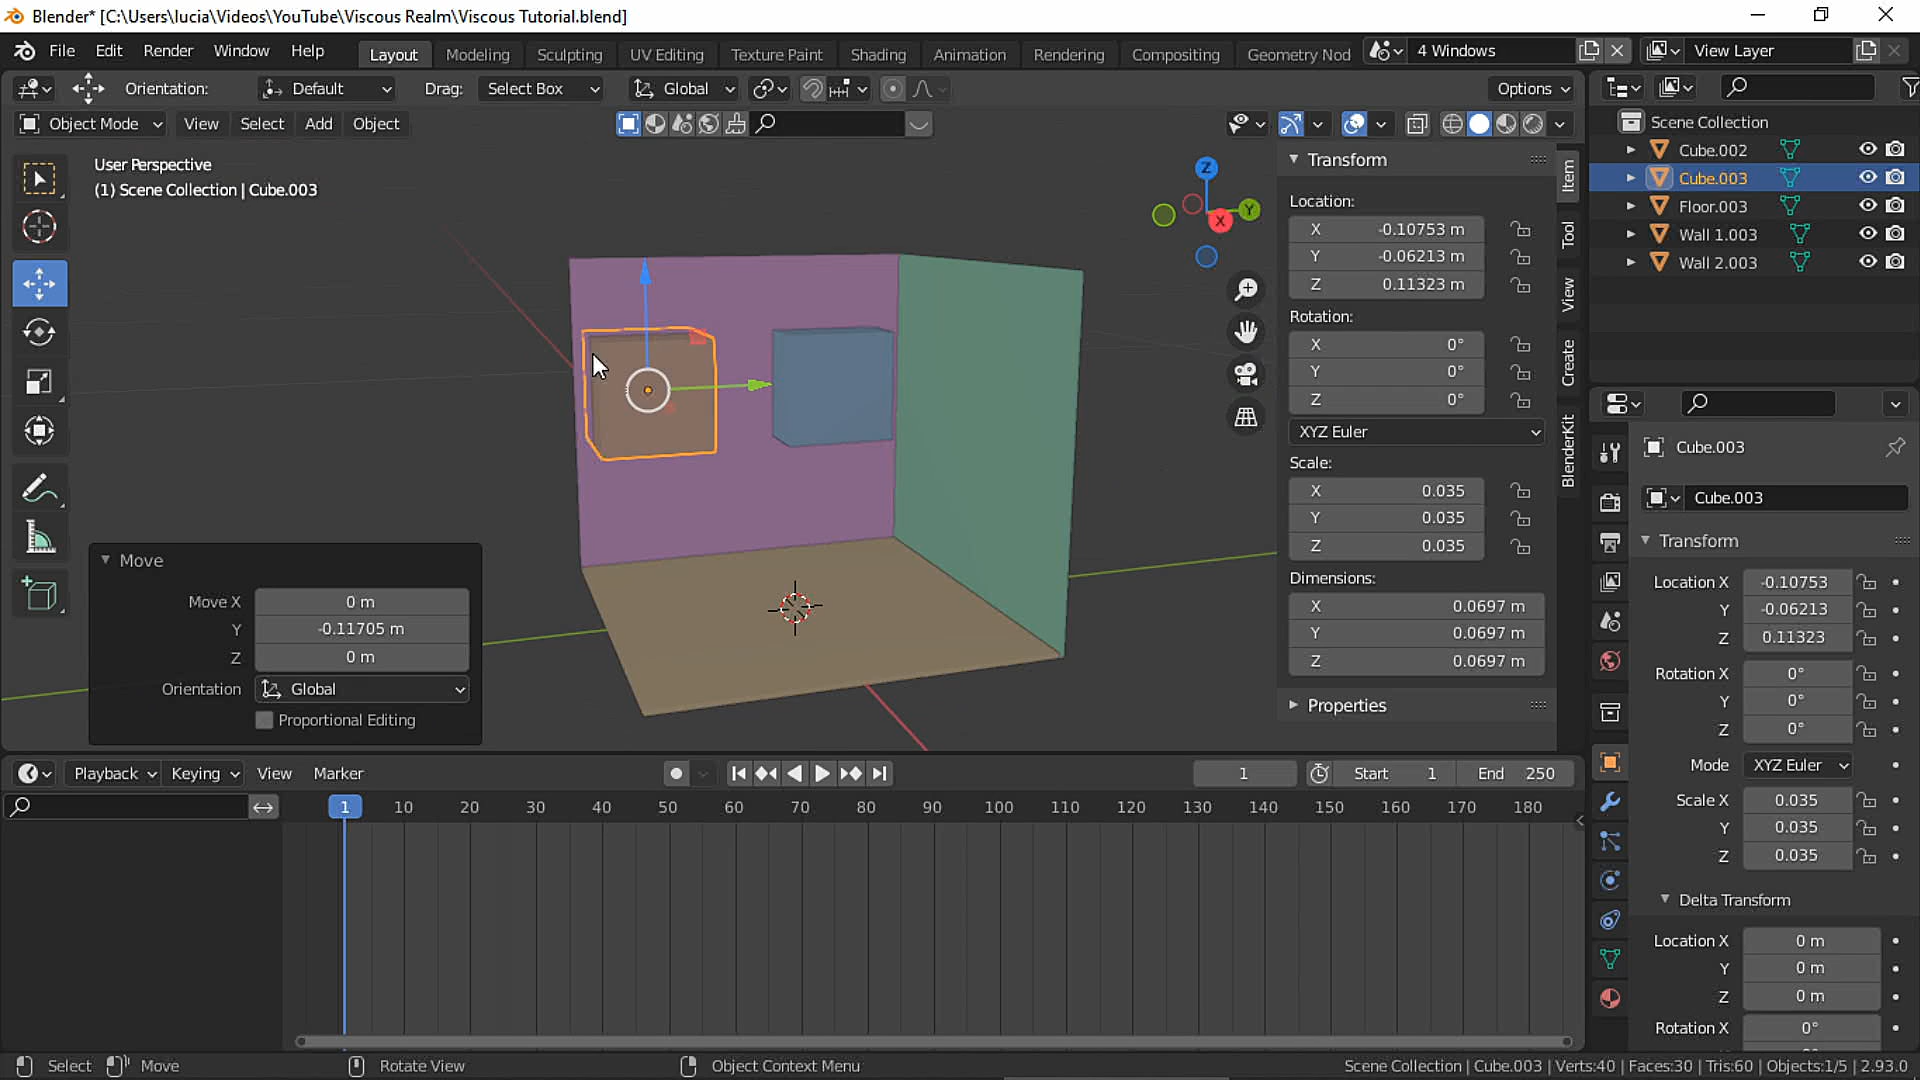 Blender* [C:\Users\lucia\Videos\YouTube\Viscous Realm\Viscous Tutorial.blend]
File Edit Render Window Help Layout Modeling Sculpting UV Editing Texture Paint Shading Animation Rendering Compositing Geometry Nod 4 Windows View Layer
Orientation: Default Drag: Select Box Global Options
Object Mode View Select Add Object
User Perspective
(1) Scene Collection | Cube.003
Z
Y
X
Transform
Location:
X -0.10753 m
Y -0.06213 m
Z 0.11323 m
Rotation:
X 0°
Y 0°
Z 0°
XYZ Euler
Scale:
X 0.035
Y 0.035
Z 0.035
Dimensions:
X 0.0697 m
Y 0.0697 m
Z 0.0697 m
Properties
Item
Tool
View
Create
BlenderKit
Scene Collection
Cube.002
Cube.003
Floor.003
Wall 1.003
Wall 2.003
Cube.003
Cube.003
Transform
Location X -0.10753
Y -0.06213
Z 0.11323
Rotation X 0°
Y 0°
Z 0°
Mode XYZ Euler
Scale X 0.035
Y 0.035
Z 0.035
Delta Transform
Location X 0 m
Y 0 m
Z 0 m
Rotation X 0°
Move
Move X 0 m
Y -0.11705 m
Z 0 m
Orientation Global
Proportional Editing
Playback Keying View Marker 1 Start 1 End 250
1 10 20 30 40 50 60 70 80 90 100 110 120 130 140 150 160 170 180
Select Move Rotate View Object Context Menu Scene Collection | Cube.003 | Verts:40 | Faces:30 | Tris:60 | Objects:1/5 | 2.93.0